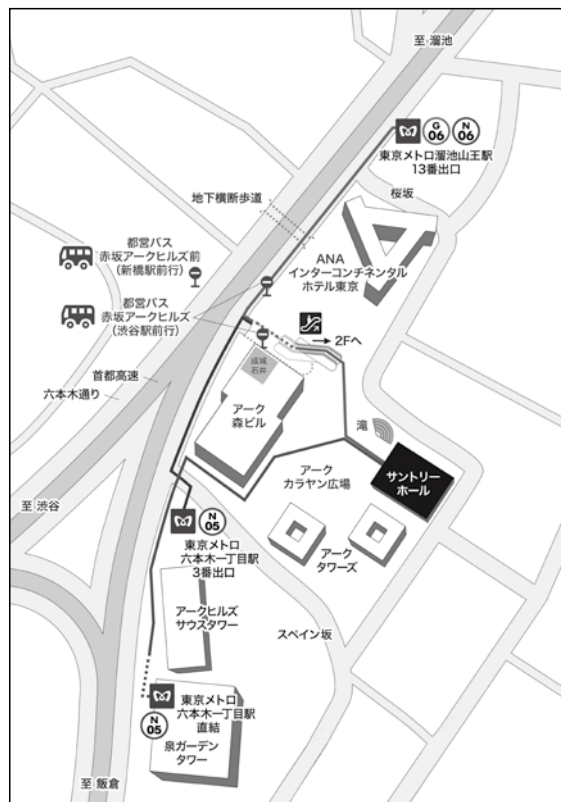 至 溜池
G
06
N
06
東京メトロ溜池山王駅
13番出口
桜坂
地下横断歩道
都営バス
赤坂アークヒルズ前
(新橋駅前行)
ANA
インターコンチネンタル
ホテル東京
都営バス
赤坂アークヒルズ
(渋谷駅前行)
→ 2Fへ
成城
石井
首都高速
六本木通り
アーク
森ビル
滝
アーク
カラヤン広場
サントリー
ホール
至 渋谷
N
05
東京メトロ
六本木一丁目駅
3番出口
アーク
タワーズ
アークヒルズ
サウスタワー
スペイン坂
東京メトロ
六本木一丁目駅
直結
N
05
泉ガーデン
タワー
至 飯倉